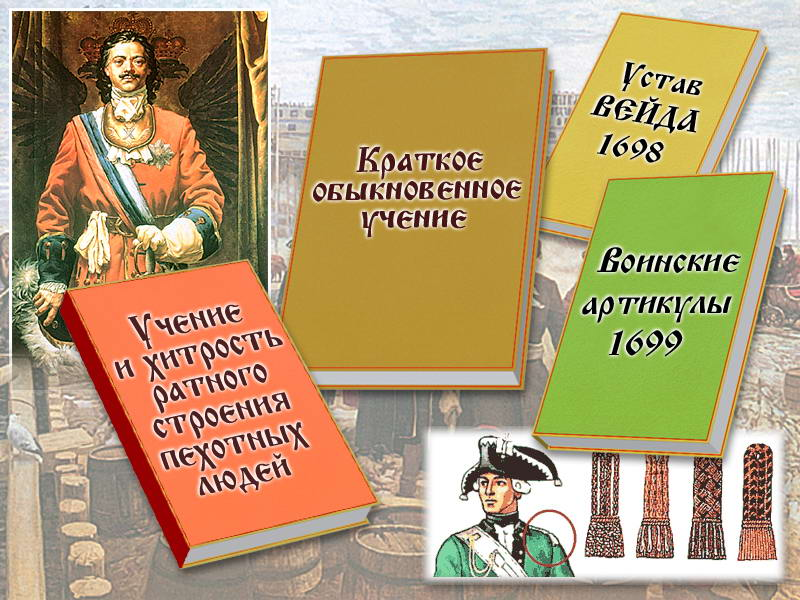 Краткое
обыкновенное
учение
Устав
ВЕЙДА
1698
Воинские
артикулы
1699
Учение
и хитрость
ратного
строения
пехотных
людей